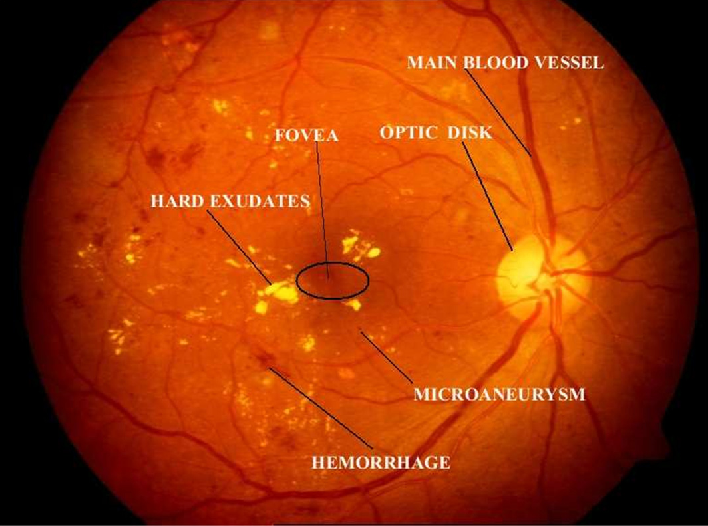 MAIN BLOOD VESSEL
FOVEA
OPTIC DISK
HARD EXUDATES
MICROANEURYSM
HEMORRHAGE